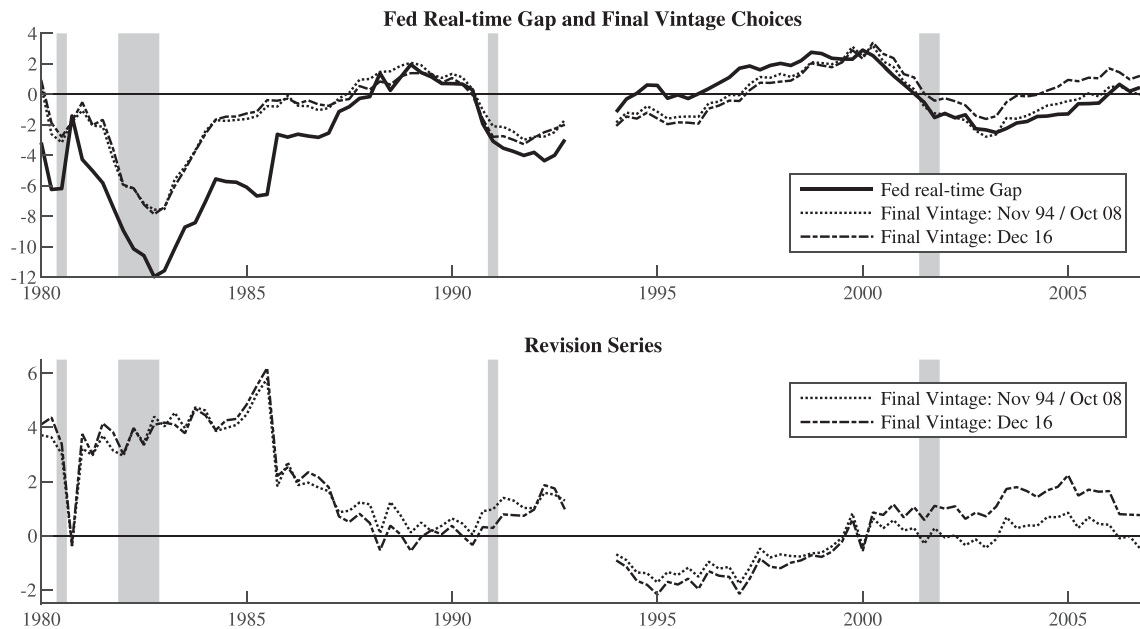 Fed Real-time Gap and Final Vintage Choices
4
2
0
-2
-4
-6
-8
-10
-12
Fed real-time Gap
Final Vintage: Nov 94 / Oct 08
Final Vintage: Dec 16
1980 1985 1990 1995 2000 2005
Revision Series
6
4
2
0
-2
Final Vintage: Nov 94 / Oct 08
Final Vintage: Dec 16
1980 1985 1990 1995 2000 2005